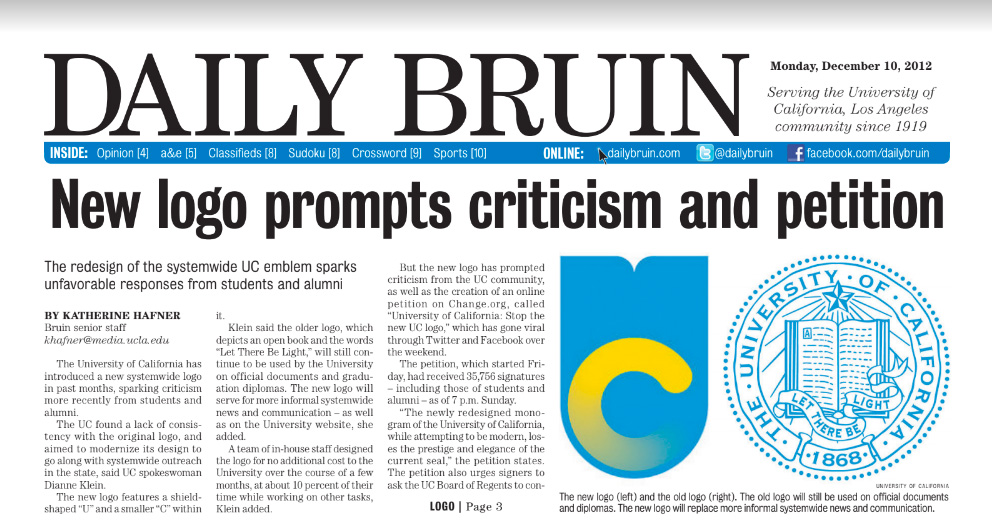 DAILY BRUIN
Monday, December 10, 2012
Serving the University of
California, Los Angeles
community since 1919
INSIDE: Opinion [4] a&e [5] Classifieds [8] Sudoku [8] Crossword [9] Sports [10] ONLINE: dailybruin.com @dailybruin facebook.com/dailybruin
New logo prompts criticism and petition
The redesign of the systemwide UC emblem sparks
unfavorable responses from students and alumni
BY KATHERINE HAFNER
Bruin senior staff
khafner@media.ucla.edu
The University of California has
introduced a new systemwide logo
in past months, sparking criticism
more recently from students and
alumni.
The UC found a lack of consis-
tency with the original logo, and
aimed to modernize its design to
go along with systemwide outreach
in the state, said UC spokeswoman
Dianne Klein.
The new logo features a shield-
shaped "U" and a smaller "C" within
it.
Klein said the older logo, which
depicts an open book and the words
"Let There Be Light," will still con-
tinue to be used by the University
on official documents and gradu-
ation diplomas. The new logo will
serve for more informal systemwide
news and communication – as well
as on the University website, she
added.
A team of in-house staff designed
the logo for no additional cost to the
University over the course of a few
months, at about 10 percent of their
time while working on other tasks,
Klein added.
But the new logo has prompted
criticism from the UC community,
as well as the creation of an online
petition on Change.org, called
"University of California: Stop the
new UC logo," which has gone viral
through Twitter and Facebook over
the weekend.
The petition, which started Fri-
day, had received 35,756 signatures
– including those of students and
alumni – as of 7 p.m. Sunday.
"The newly redesigned mono-
gram of the University of California,
while attempting to be modern, los-
es the prestige and elegance of the
current seal," the petition states.
The petition also urges signers to
ask the UC Board of Regents to con-
LOGO | Page 3
C
THE UNIVERSITY OF CALIFORNIA
A
LET THERE BE LIGHT
1868
UNIVERSITY OF CALIFORNIA
The new logo (left) and the old logo (right). The old logo will still be used on official documents
and diplomas. The new logo will replace more informal systemwide news and communication.